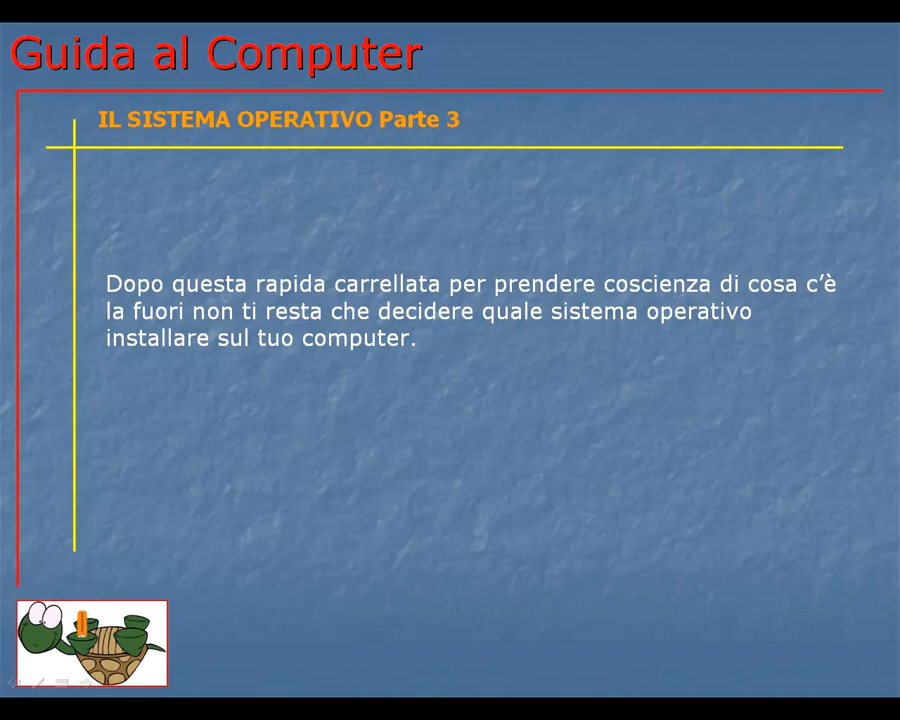 Guida al Computer
IL SISTEMA OPERATIVO Parte 3
Dopo questa rapida carrellata per prendere coscienza di cosa c’è
la fuori non ti resta che decidere quale sistema operativo
installare sul tuo computer.